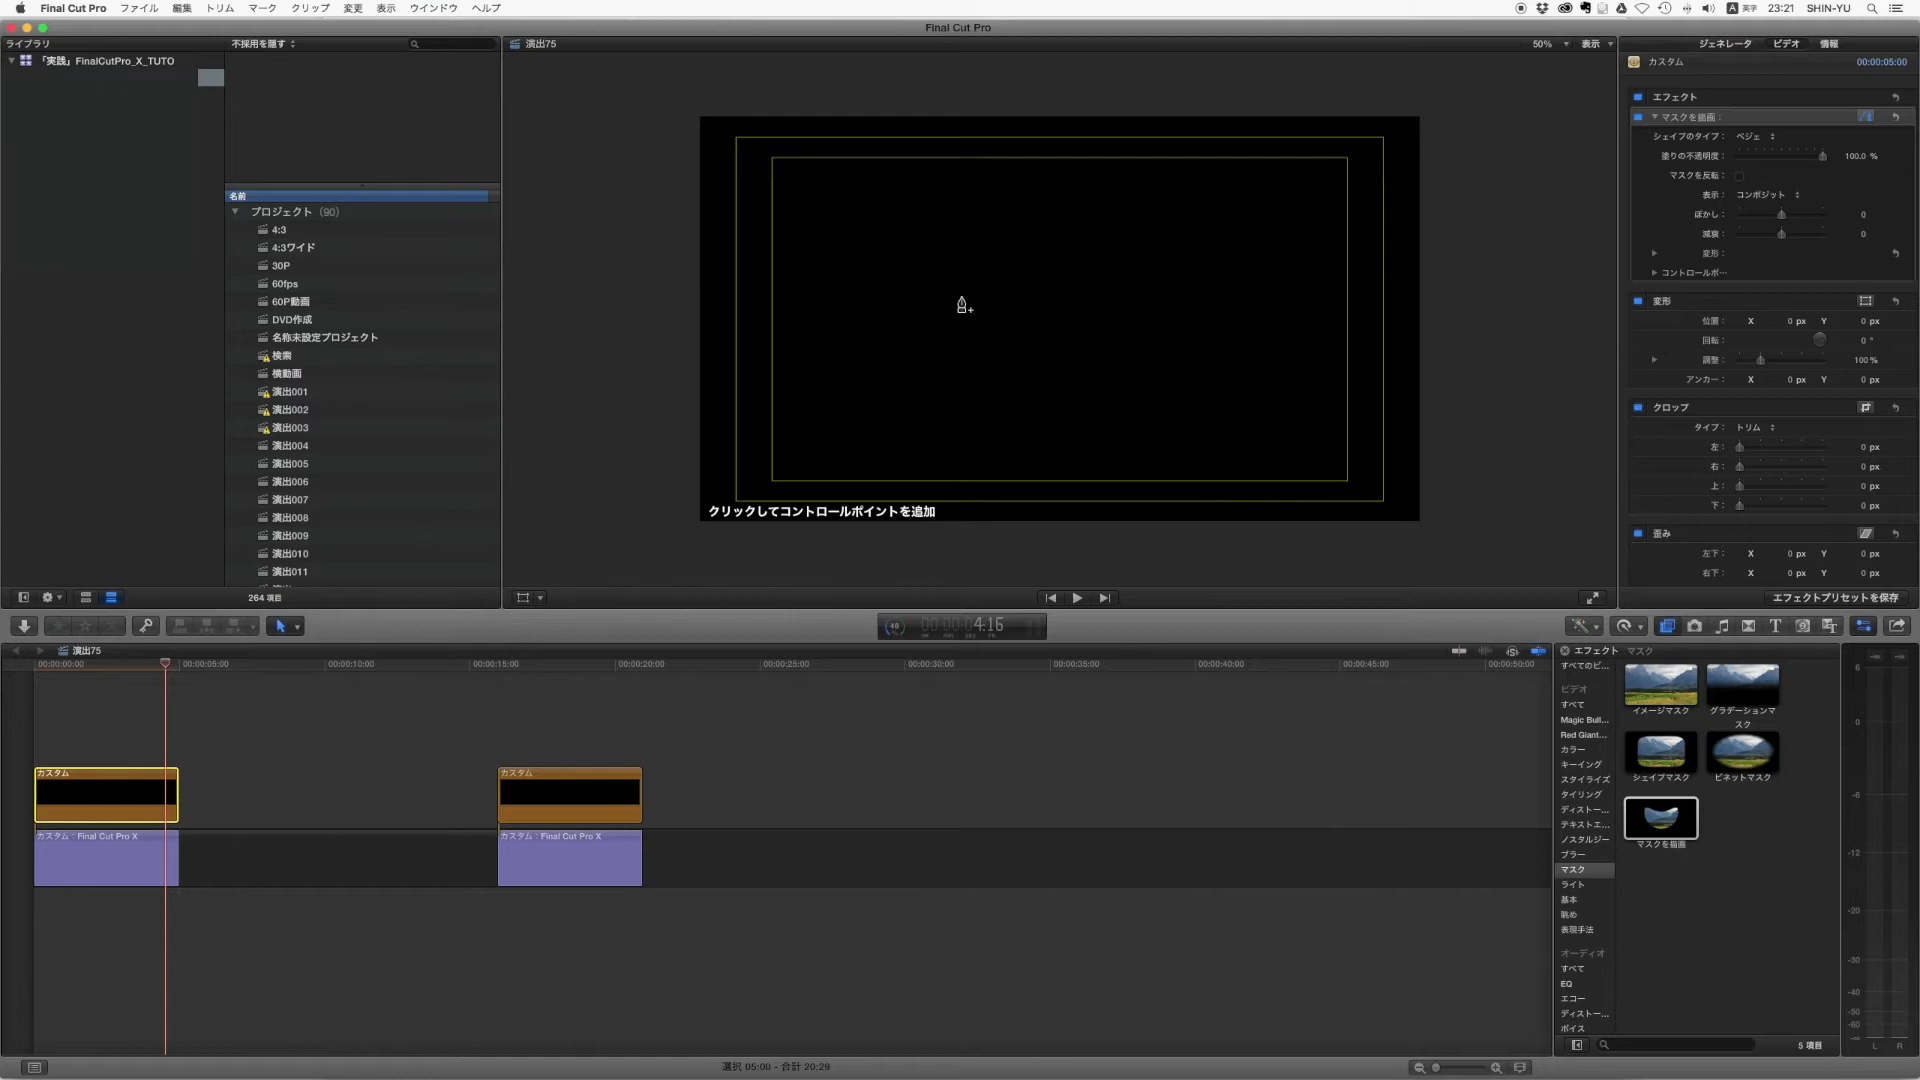 Final Cut Pro ファイル 編集 トリム マーク クリップ 変更 表示 ウインドウ ヘルプ
英字 23:21 SHIN-YU
Final Cut Pro
ライブラリ
不採用を隠す
演出75
50% 表示
ジェネレータ ビデオ 情報
「実践」FinalCutPro_X_TUTO
カスタム 00:00:05:00
エフェクト
マスクを描画：
シェイプのタイプ： ベジェ
塗りの不透明度： 100.0 %
マスクを反転
表示： コンポジット
ぼかし： 0
減衰： 0
変形：
コントロールポ…
変形
位置： X 0 px Y 0 px
回転： 0 °
調整： 100 %
アンカー： X 0 px Y 0 px
クロップ
タイプ： トリム
左： 0 px
右： 0 px
上： 0 px
下： 0 px
歪み
左下： X 0 px Y 0 px
右下： X 0 px Y 0 px
エフェクトプリセットを保存
名前
プロジェクト (90)
4:3
4:3ワイド
30P
60fps
60P動画
DVD作成
名称未設定プロジェクト
検索
横動画
演出001
演出002
演出003
演出004
演出005
演出006
演出007
演出008
演出009
演出010
演出011
264 項目
クリックしてコントロールポイントを追加
4:16
演出75
00:00:00:00 00:00:05:00 00:00:10:00 00:00:15:00 00:00:20:00 00:00:25:00 00:00:30:00 00:00:35:00 00:00:40:00 00:00:45:00 00:00:50:00
カスタム カスタム
カスタム：Final Cut Pro X カスタム：Final Cut Pro X
エフェクト マスク
すべてのビ…
ビデオ
すべて
Magic Bull…
Red Giant…
カラー
キーイング
スタイライズ
タイリング
ディストー…
テキストエ…
ノスタルジー
ブラー
マスク
ライト
基本
眺め
表現手法
オーディオ
すべて
EQ
エコー
ディストー…
ボイス
イメージマスク
グラデーションマスク
シェイプマスク
ビネットマスク
マスクを描画
5 項目
6
0
-6
-12
-20
-30
-40
-50
-60
L R
選択 05:00 - 合計 20:29